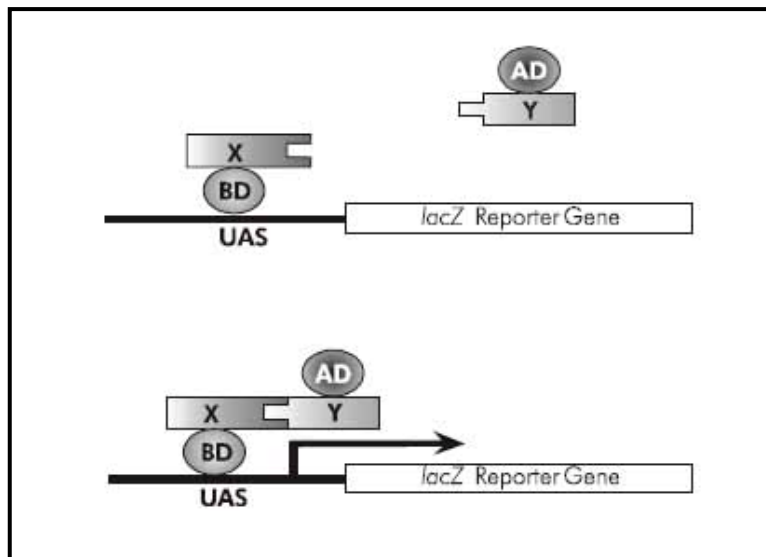 AD
Y
X
BD
lacZ Reporter Gene
UAS
AD
X Y
BD
lacZ Reporter Gene
UAS